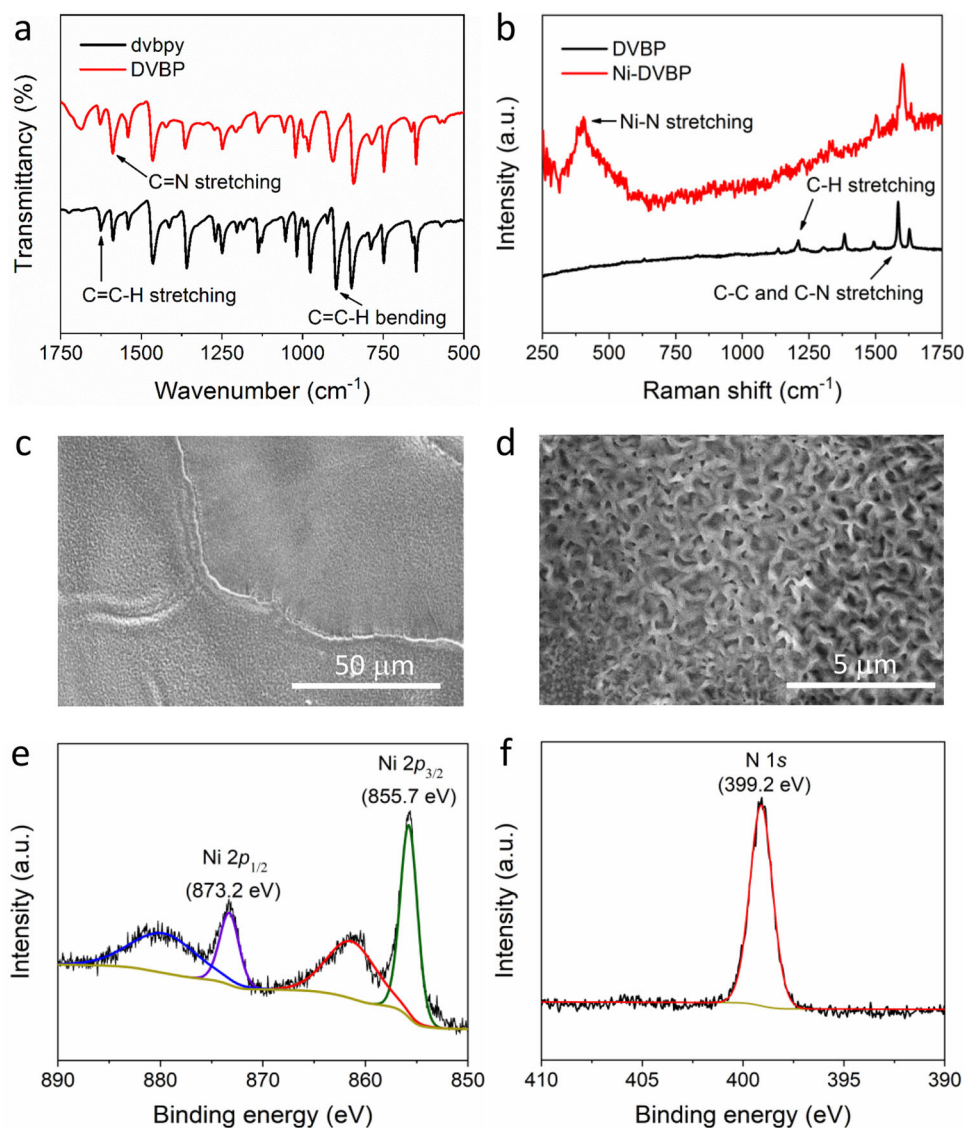 a
dvbpy
DVBP
C=N stretching
C=C-H stretching
C=C-H bending
Transmittancy (%)
1750 1500 1250 1000 750 500
Wavenumber (cm-1)
b
DVBP
Ni-DVBP
Ni-N stretching
C-H stretching
C-C and C-N stretching
Intensity (a.u.)
250 500 750 1000 1250 1500 1750
Raman shift (cm-1)
c
50 μm
d
5 μm
e
Ni 2p3/2
(855.7 eV)
Ni 2p1/2
(873.2 eV)
Intensity (a.u.)
890 880 870 860 850
Binding energy (eV)
f
N 1s
(399.2 eV)
Intensity (a.u.)
410 405 400 395 390
Binding energy (eV)